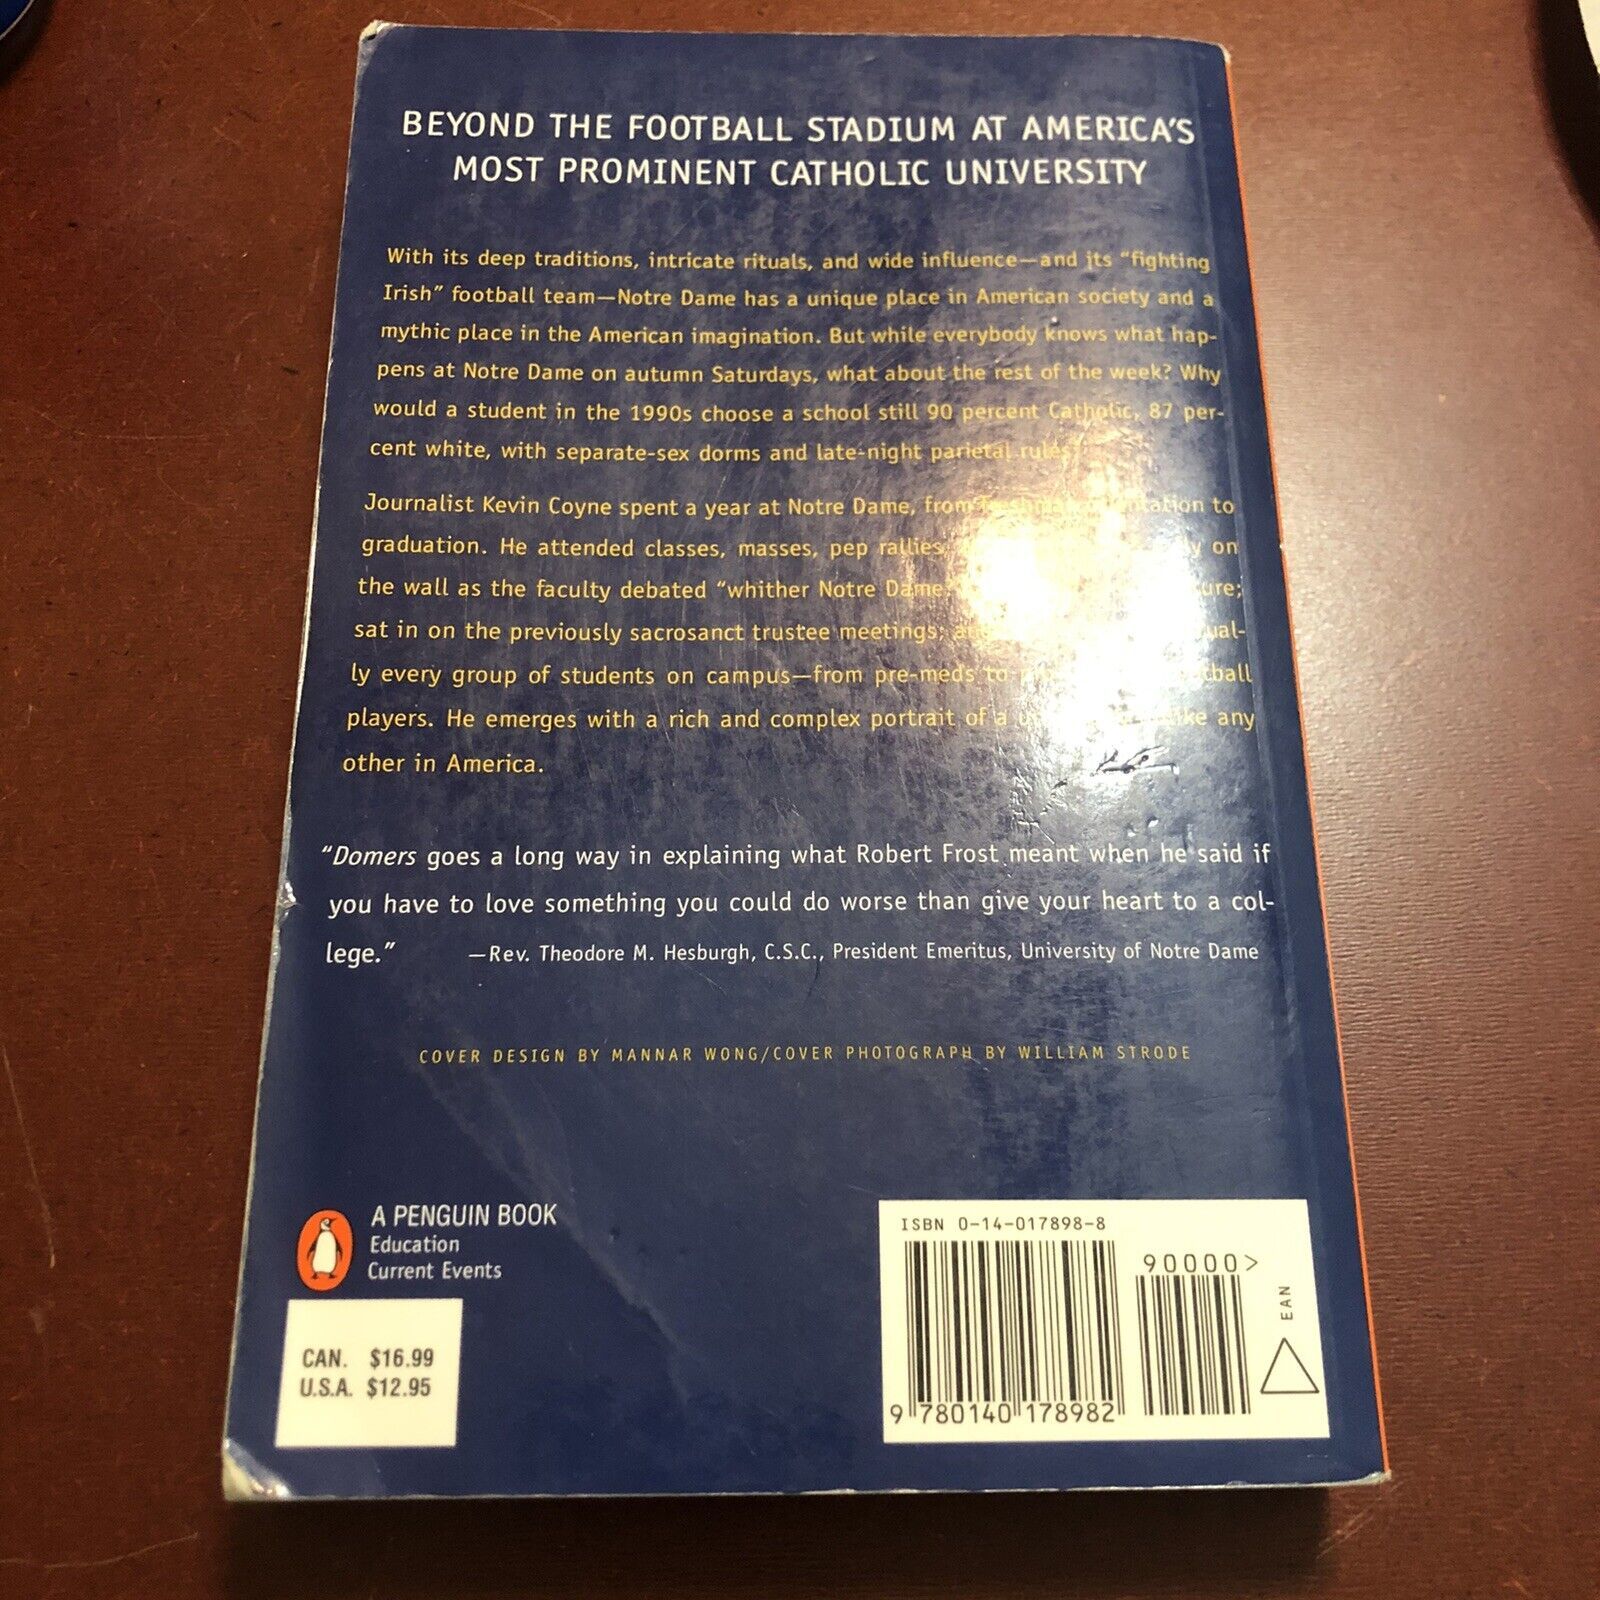 BEYOND THE FOOTBALL STADIUM AT AMERICA'S
MOST PROMINENT CATHOLIC UNIVERSITY
With its deep traditions, intricate rituals, and wide influence—and its "fighting
Irish" football team—Notre Dame has a unique place in American society and a
mythic place in the American imagination. But while everybody knows what hap-
pens at Notre Dame on autumn Saturdays, what about the rest of the week? Why
would a student in the 1990s choose a school still 90 percent Catholic, 87 per-
cent white, with separate-sex dorms and late-night parietal rules
Journalist Kevin Coyne spent a year at Notre Dame, from to
graduation. He attended classes, masses, pep rallies on
the wall as the faculty debated "whither Notre Dame
sat in on the previously sacrosanct trustee meetings;
ly every group of students on campus—from pre-meds to
players. He emerges with a rich and complex portrait of a any
other in America.
"Domers goes a long way in explaining what Robert Frost meant when he said if
you have to love something you could do worse than give your heart to a col-
lege." —Rev. Theodore M. Hesburgh, C.S.C., President Emeritus, University of Notre Dame
COVER DESIGN BY MANNAR WONG/COVER PHOTOGRAPH BY WILLIAM STRODE
A PENGUIN BOOK
Education
Current Events
CAN. $16.99
U.S.A. $12.95
ISBN 0-14-017898-8
90000>
EAN
9 780140 178982